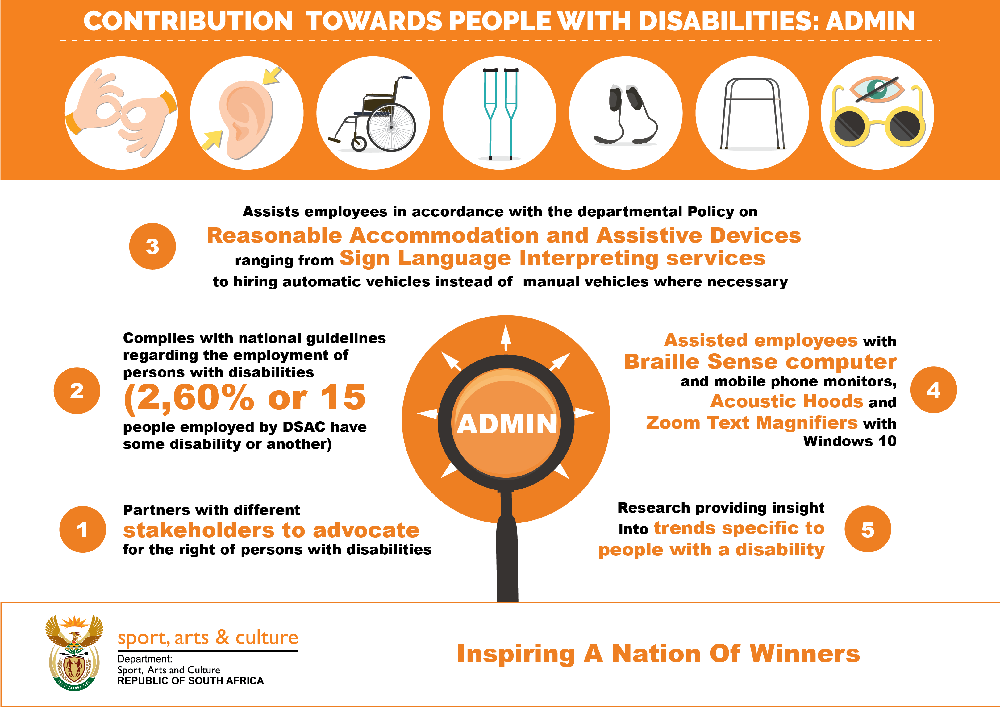 CONTRIBUTION TOWARDS PEOPLE WITH DISABILITIES: ADMIN
3
Assists employees in accordance with the departmental Policy on
Reasonable Accommodation and Assistive Devices
ranging from Sign Language Interpreting services
to hiring automatic vehicles instead of manual vehicles where necessary
2
Complies with national guidelines
regarding the employment of
persons with disabilities
(2,60% or 15
people employed by DSAC have
some disability or another)
ADMIN
Assisted employees with
Braille Sense computer
and mobile phone monitors,
Acoustic Hoods and
Zoom Text Magnifiers with
Windows 10
4
1
Partners with different
stakeholders to advocate
for the right of persons with disabilities
Research providing insight
into trends specific to
people with a disability
5
sport, arts & culture
Department:
Sport, Arts and Culture
REPUBLIC OF SOUTH AFRICA
!KE E: /XARRA //KE
Inspiring A Nation Of Winners